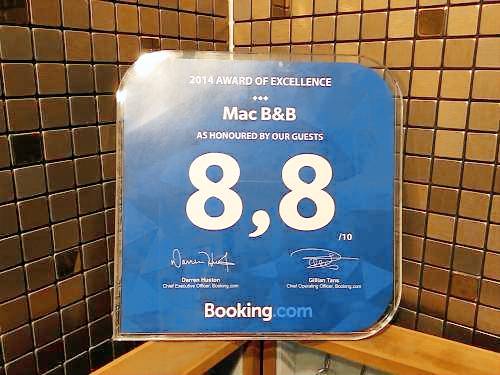 2014 AWARD OF EXCELLENCE
Mac B&B
AS HONOURED BY OUR GUESTS
8,8
/10
Darren Huston
Chief Executive Officer, Booking.com
Gillian Tans
Chief Operating Officer, Booking.com
Booking.com